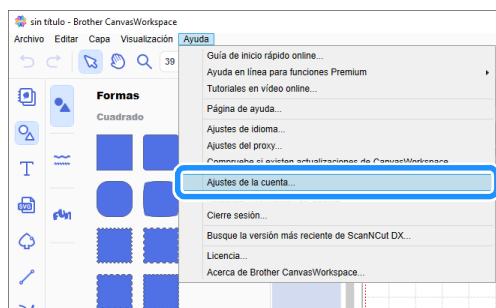 sin título - Brother CanvasWorkspace
Archivo Editar Capa Visualización Ayuda
39
Guía de inicio rápido online...
Ayuda en línea para funciones Premium
Tutoriales en vídeo online...
Página de ayuda...
Ajustes de idioma...
Ajustes del proxy...
Compruebe si existen actualizaciones de CanvasWorkspace
Ajustes de la cuenta...
Cierre sesión...
Busque la versión más reciente de ScanNCut DX...
Licencia...
Acerca de Brother CanvasWorkspace...
Formas
Cuadrado
T
SVG